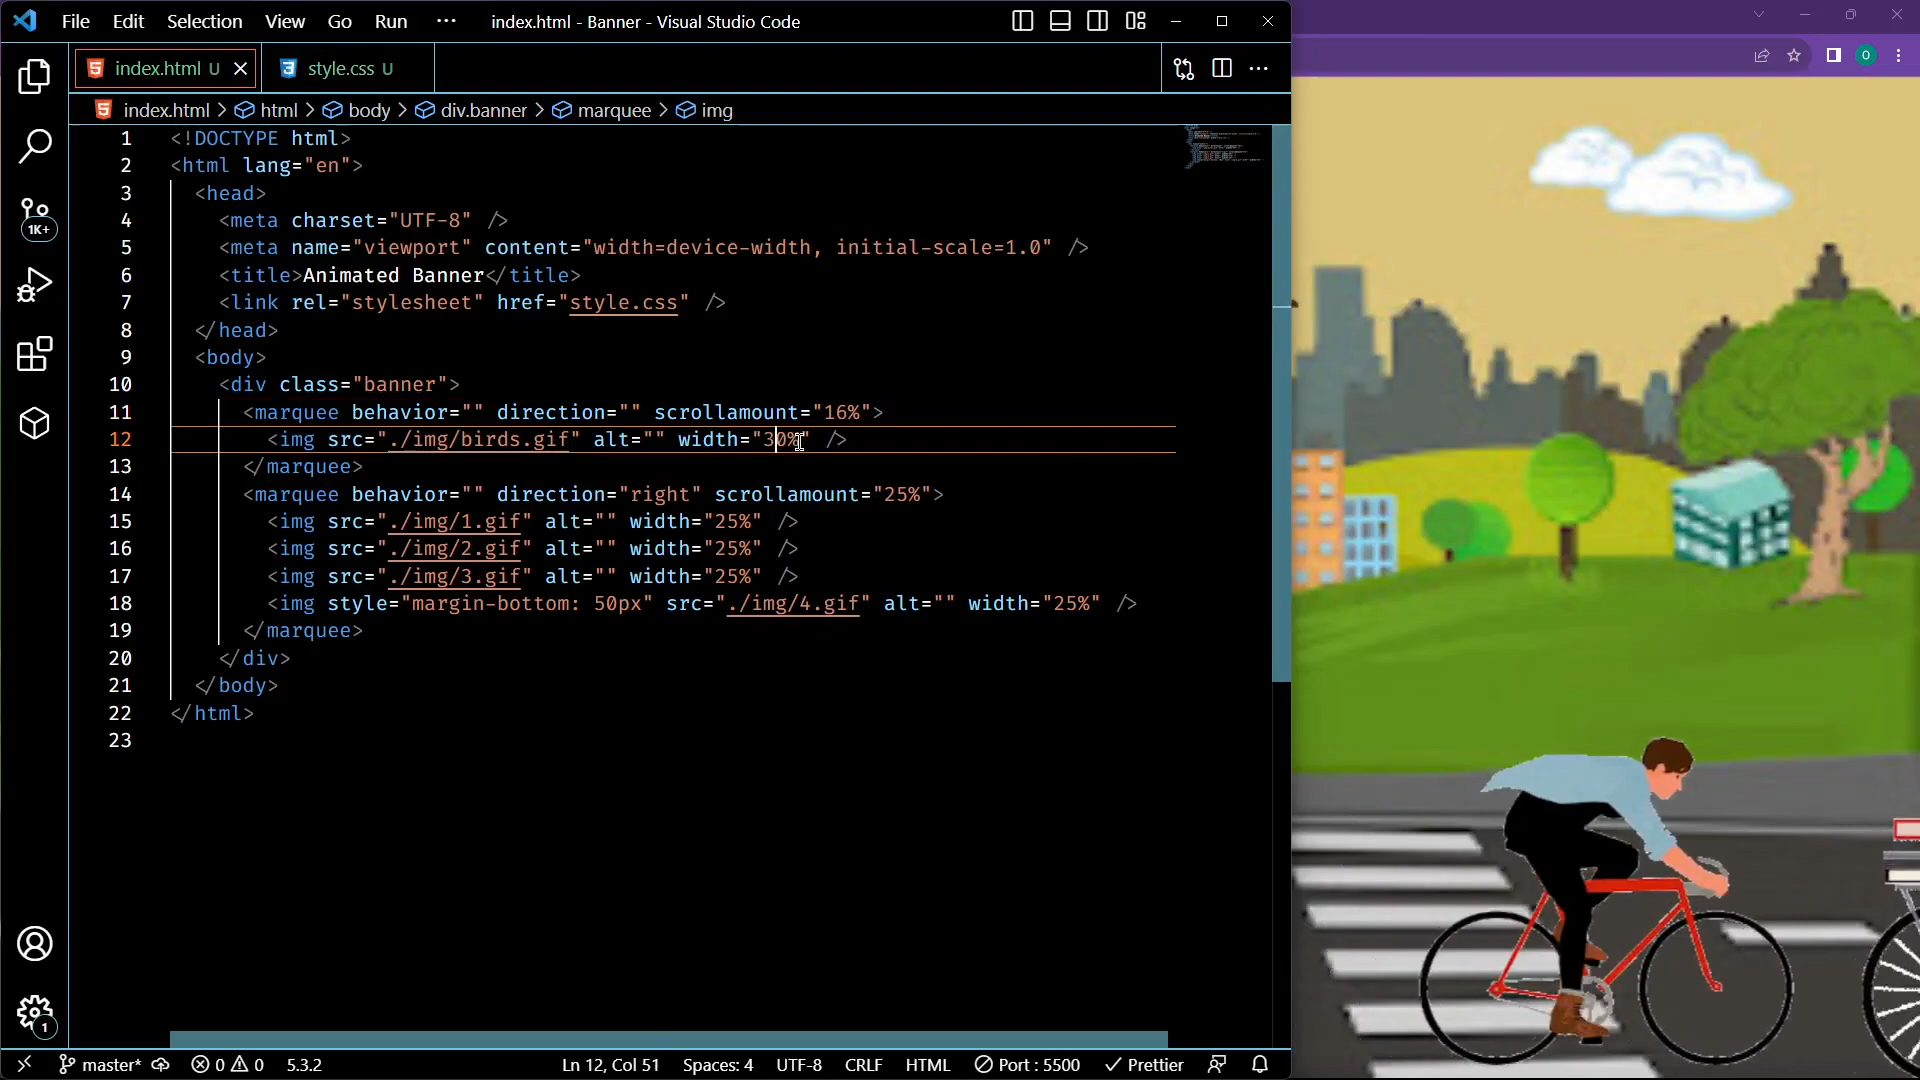 File Edit Selection View Go Run ··· index.html - Banner - Visual Studio Code
index.html U style.css U
O
index.html > html > body > div.banner > marquee > img
1 <!DOCTYPE html>
2 <html lang="en">
3 <head>
4 <meta charset="UTF-8" />
5 <meta name="viewport" content="width=device-width, initial-scale=1.0" />
6 <title>Animated Banner</title>
7 <link rel="stylesheet" href="style.css" />
8 </head>
9 <body>
10 <div class="banner">
11 <marquee behavior="" direction="" scrollamount="16%">
12 <img src="./img/birds.gif" alt="" width="30%" />
13 </marquee>
14 <marquee behavior="" direction="right" scrollamount="25%">
15 <img src="./img/1.gif" alt="" width="25%" />
16 <img src="./img/2.gif" alt="" width="25%" />
17 <img src="./img/3.gif" alt="" width="25%" />
18 <img style="margin-bottom: 50px" src="./img/4.gif" alt="" width="25%" />
19 </marquee>
20 </div>
21 </body>
22 </html>
23
1K+
1
master* 0 0 5.3.2 Ln 12, Col 51 Spaces: 4 UTF-8 CRLF HTML Port : 5500 Prettier